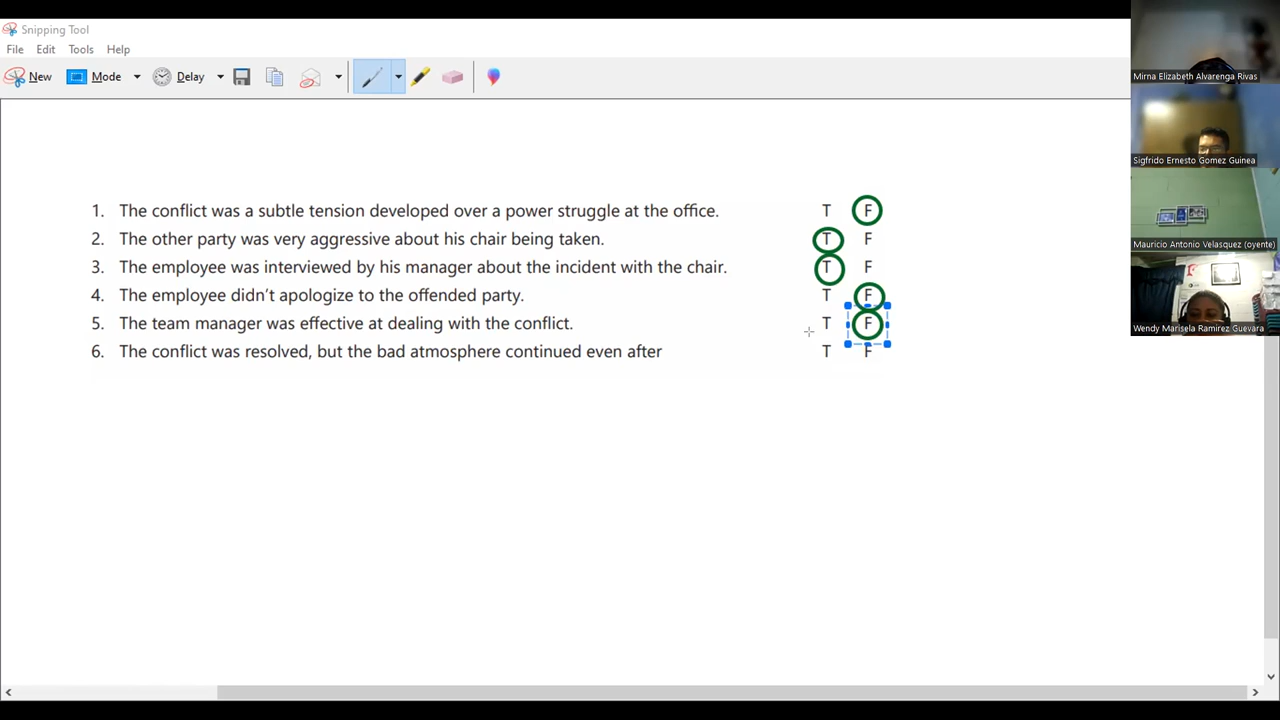 Snipping Tool
File Edit Tools Help
New Mode Delay
1. The conflict was a subtle tension developed over a power struggle at the office. T F
2. The other party was very aggressive about his chair being taken. T F
3. The employee was interviewed by his manager about the incident with the chair. T F
4. The employee didn't apologize to the offended party. T F
5. The team manager was effective at dealing with the conflict. T F
6. The conflict was resolved, but the bad atmosphere continued even after T F
Mirna Elizabeth Alvarenga Rivas
Sigfrido Ernesto Gomez Guinea
Mauricio Antonio Velasquez (oyente)
Wendy Marisela Ramirez Guevara